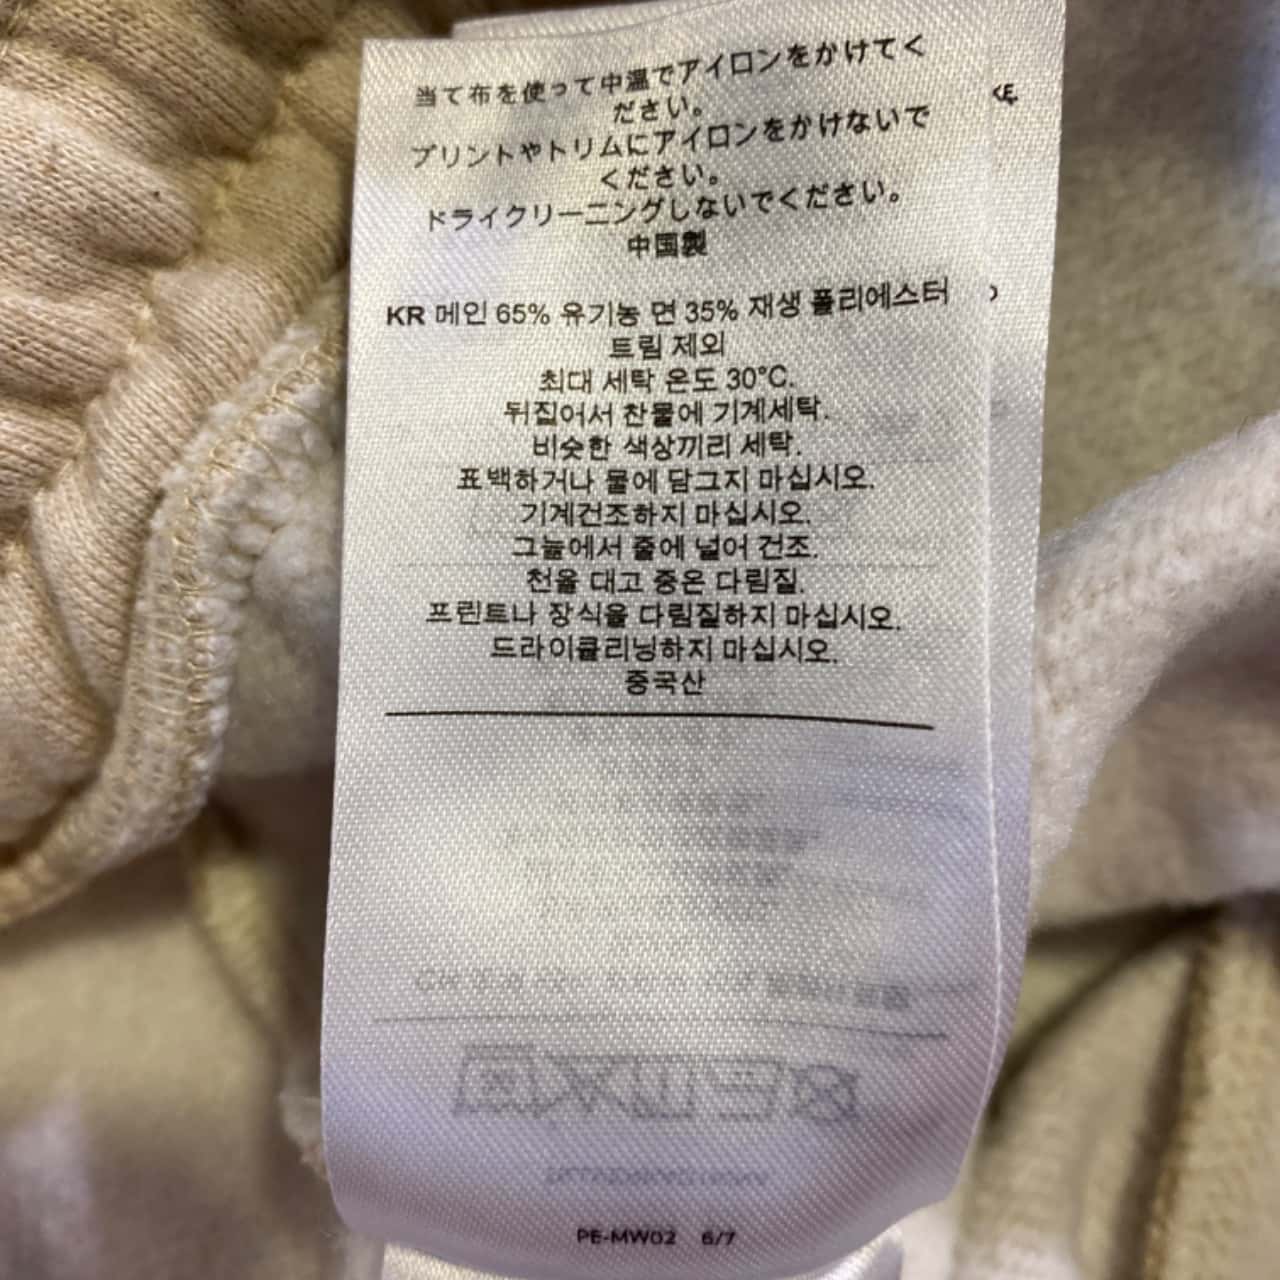 当て布を使って中温でアイロンをかけてく
ださい。
プリントやトリムにアイロンをかけないで
ください。
ドライクリーニングしないでください。
中国製
KR 메인 65% 유기농 면 35% 재생 폴리에스터
트림 제외
최대 세탁 온도 30°C.
뒤집어서 찬물에 기계세탁.
비슷한 색상끼리 세탁.
표백하거나 물에 담그지 마십시오.
기계건조하지 마십시오.
그늘에서 줄에 널어 건조.
천을 대고 중온 다림질.
프린트나 장식을 다림질하지 마십시오.
드라이클리닝하지 마십시오.
중국산
PE-MW02 6/7